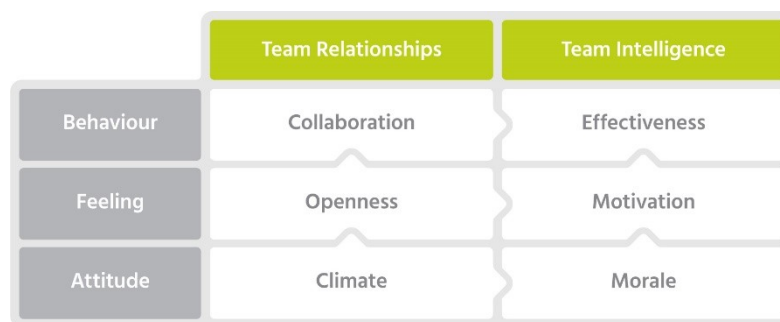 Team Relationships Team Intelligence
Behaviour Collaboration Effectiveness
Feeling Openness Motivation
Attitude Climate Morale